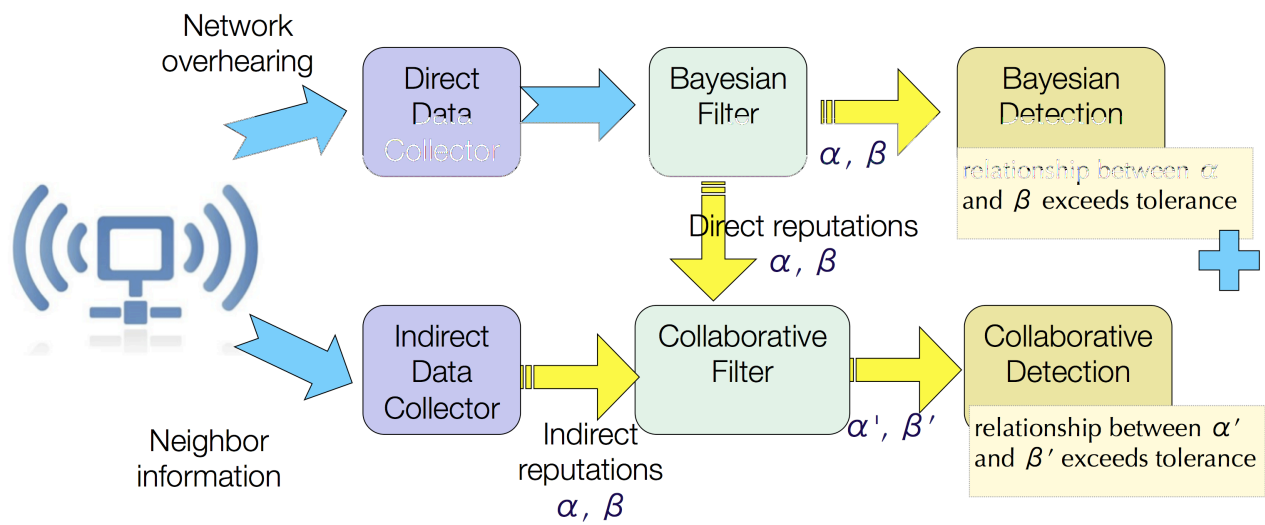 Network
overhearing
Direct
Data
Collector
Bayesian
Filter
α, β
Bayesian
Detection
relationship between α
and β exceeds tolerance
Direct reputations
α, β
Neighbor
information
Indirect
Data
Collector
Indirect
reputations
α, β
Collaborative
Filter
α', β′
Collaborative
Detection
relationship between α′
and β′ exceeds tolerance